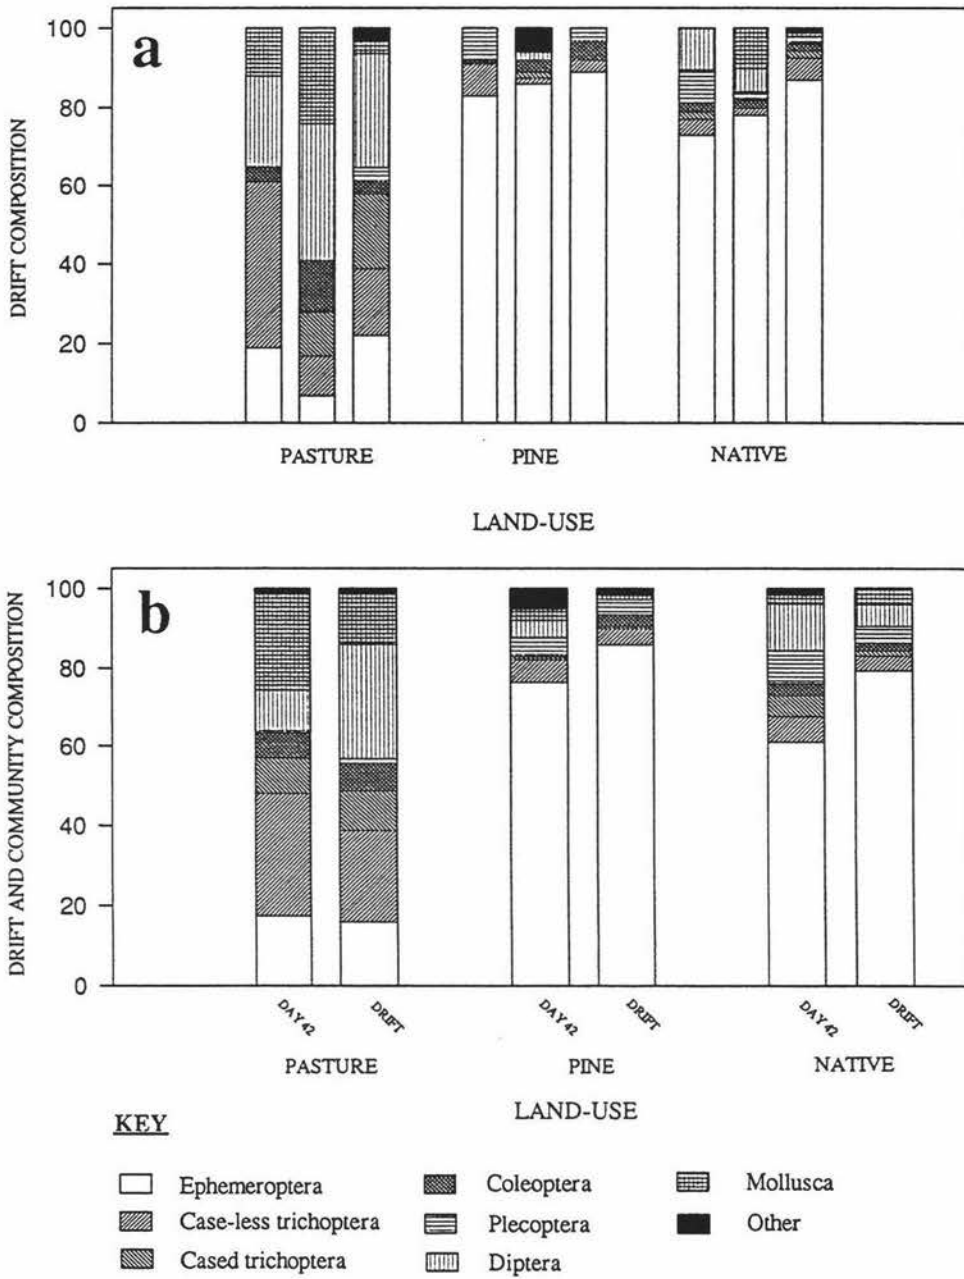 a
100
80
60
40
20
0
DRIFT COMPOSITION
PASTURE PINE NATIVE
LAND-USE
b
100
80
60
40
20
0
DRIFT AND COMMUNITY COMPOSITION
DAY 42 DRIFT DAY 42 DRIFT DAY 42 DRIFT
PASTURE PINE NATIVE
LAND-USE
KEY
Ephemeroptera
Case-less trichoptera
Cased trichoptera
Coleoptera
Plecoptera
Diptera
Mollusca
Other